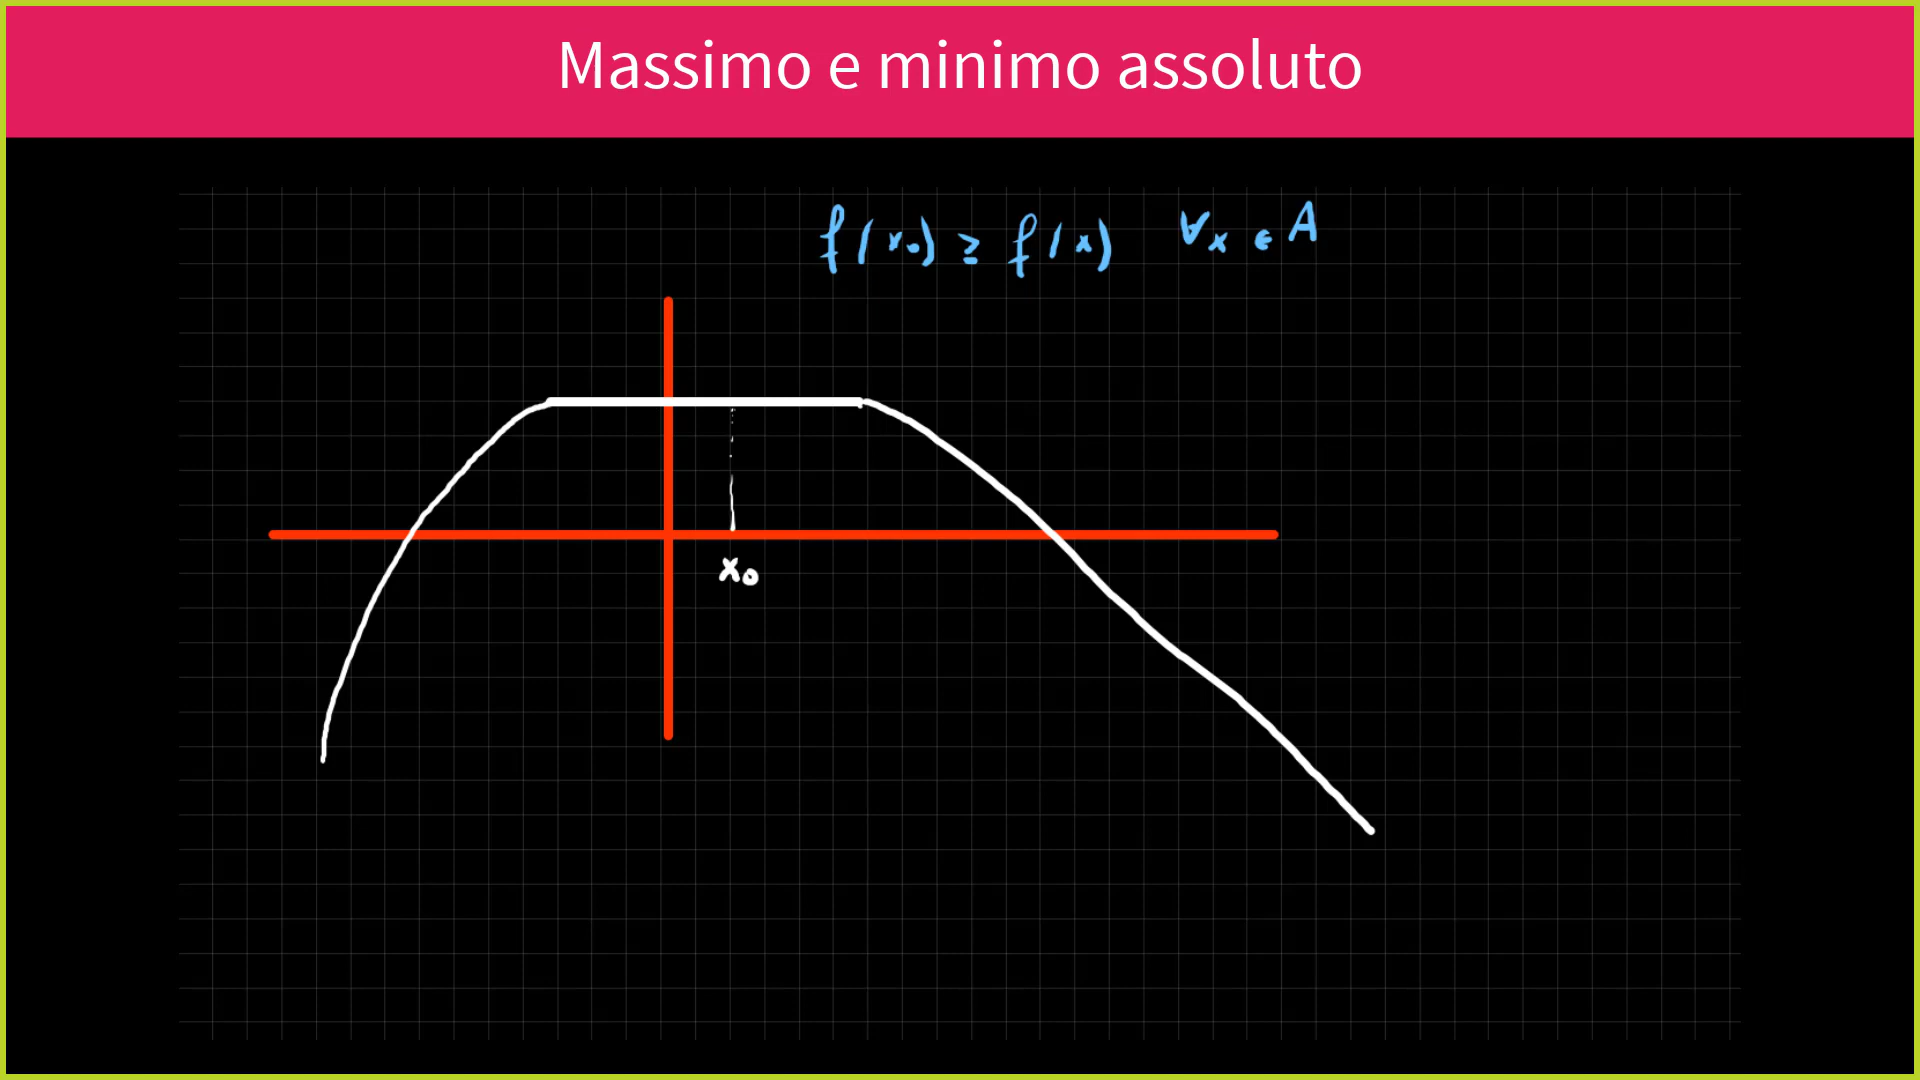 Massimo e minimo assoluto
f(x₀) ≥ f(x) ∀x ∈ A
x₀